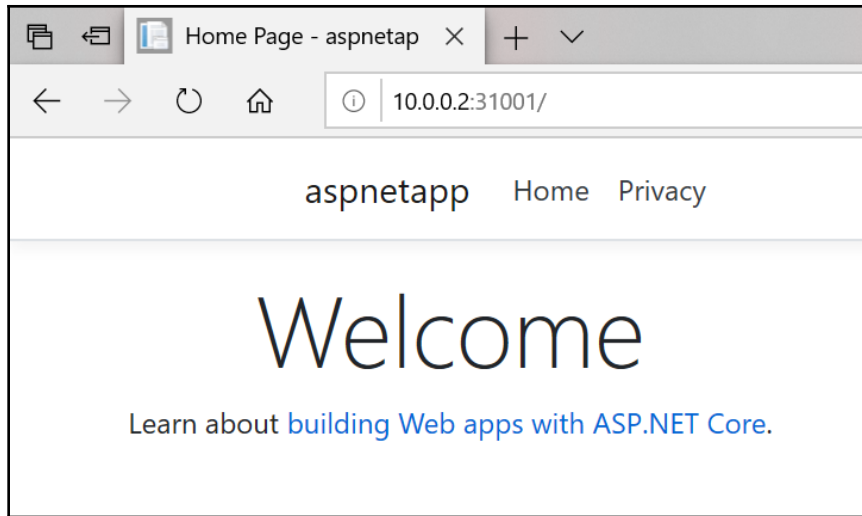 Home Page - aspnetap
10.0.0.2:31001/
aspnetapp Home Privacy
Welcome
Learn about building Web apps with ASP.NET Core.